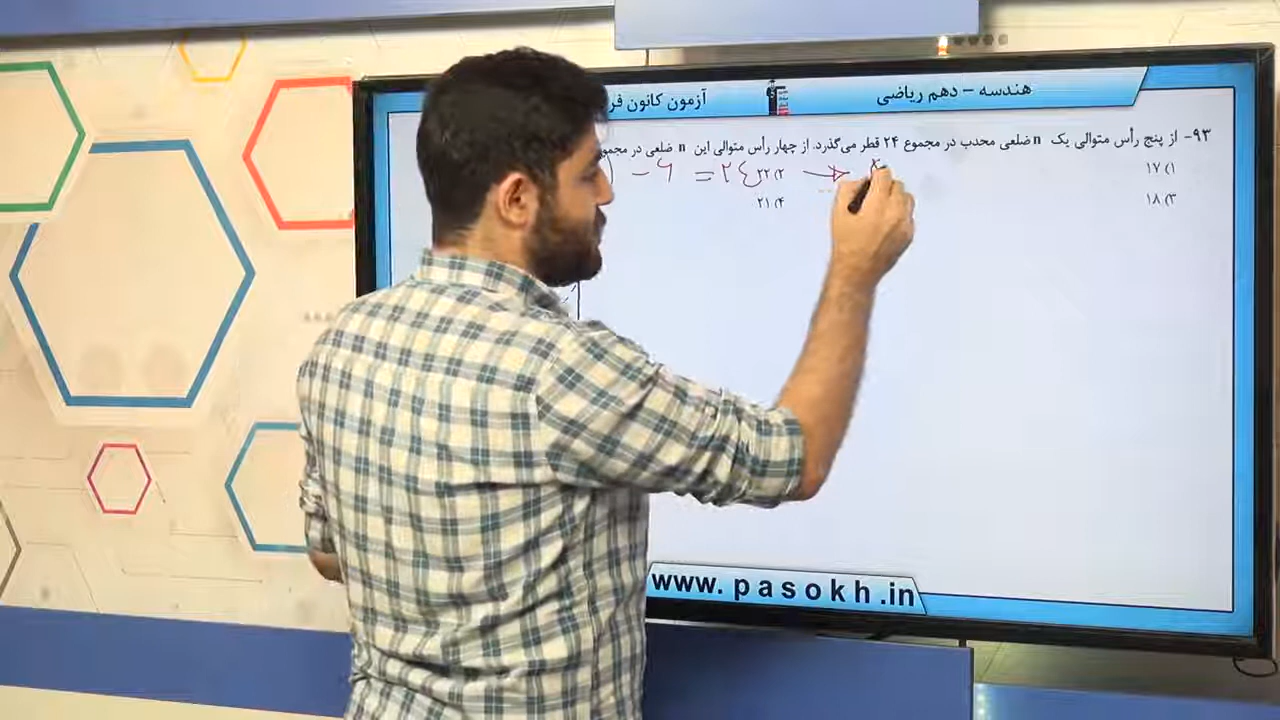 هندسه - دهم ریاضی
آزمون کانون فر
۹۳- از پنج رأس متوالی یک n ضلعی محدب در مجموع ۲۴ قطر می‌گذرد. از چهار رأس متوالی این n ضلعی در مجمو
۱) ۱۷
۲) ۲۲
- ۶ = ۲۴ →
۳) ۱۸
۴) ۲۱
www.pasokh.in